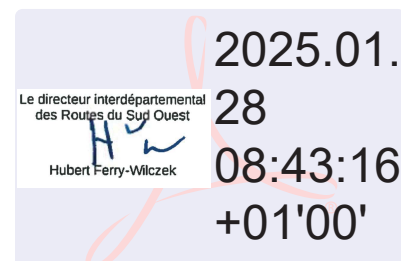 Le directeur interdépartemental
des Routes du Sud Ouest
Hubert Ferry-Wilczek
2025.01.
28
08:43:16
+01'00'